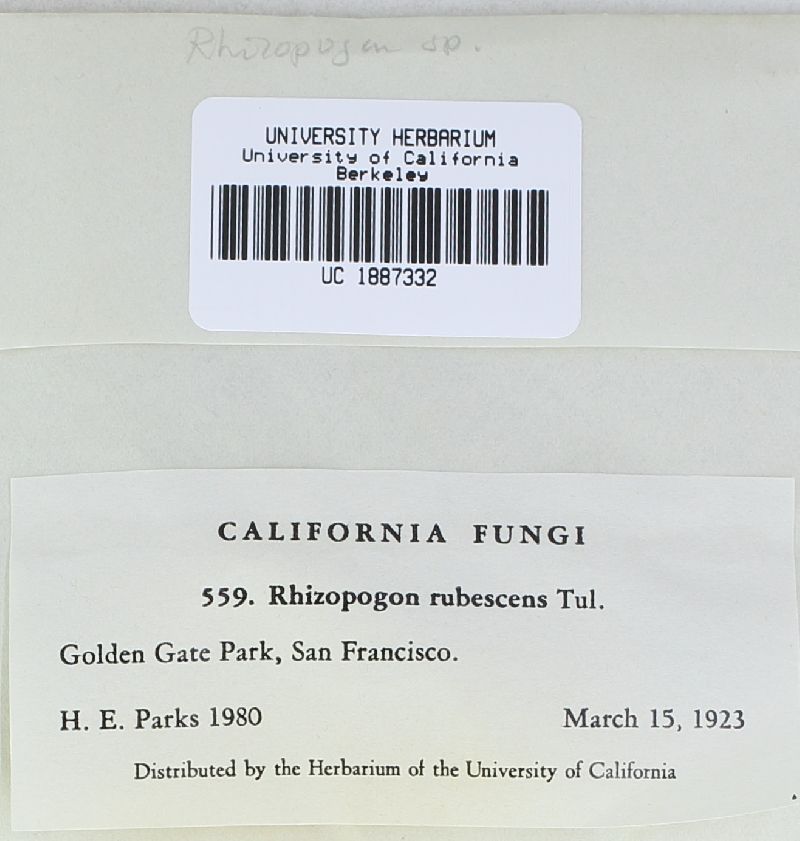 Rhizopogon sp.
UNIVERSITY HERBARIUM
University of California
Berkeley
UC 1887332
CALIFORNIA FUNGI
559. Rhizopogon rubescens Tul.
Golden Gate Park, San Francisco.
H. E. Parks 1980 March 15, 1923
Distributed by the Herbarium of the University of California